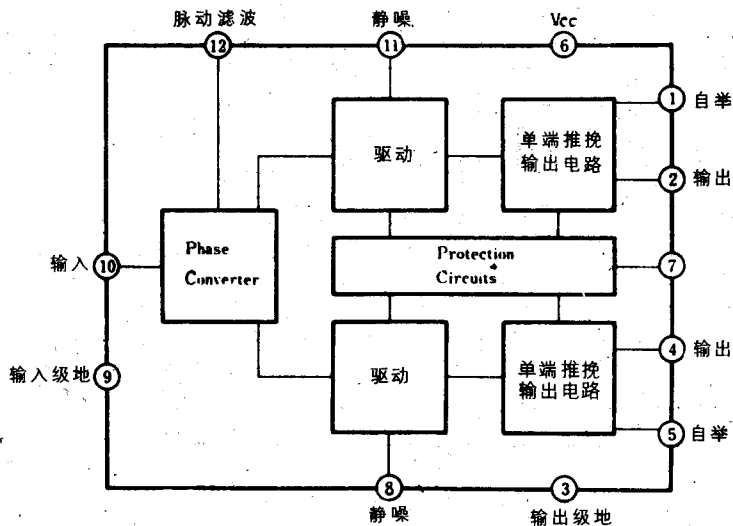 脉动滤波
静噪
Vcc
12
11
6
1
自举
驱动
单端推挽
输出电路
2
输出
Phase
Converter
输入
10
Protection
Circuits
7
4
输出
输入级地
9
驱动
单端推挽
输出电路
5
自举
8
3
静噪
输出级地